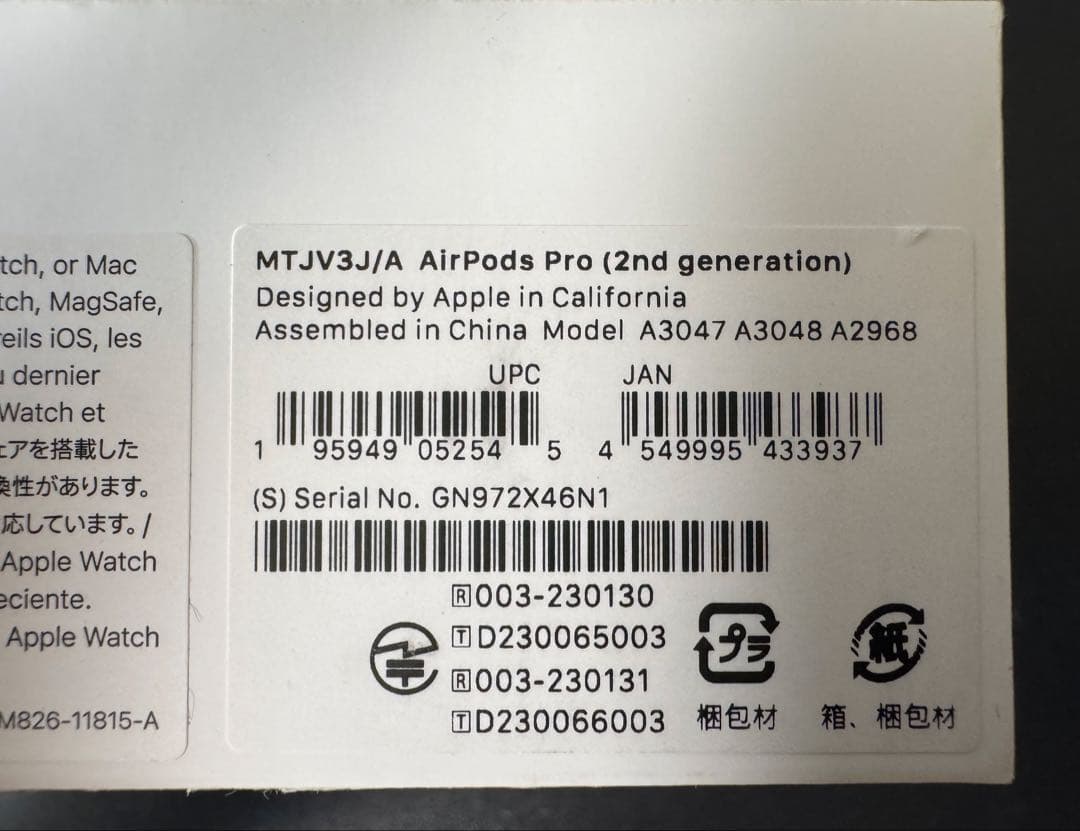 tch, or Mac
tch, MagSafe,
eils iOS, les
dernier
Watch et
ェアを搭載した
換性があります。
応しています。/
Apple Watch
eciente.
Apple Watch
M826-11815-A
MTJV3J/A AirPods Pro (2nd generation)
Designed by Apple in California
Assembled in China Model A3047 A3048 A2968
UPC JAN
1 95949 05254 5 4 549995 433937
(S) Serial No. GN972X46N1
R 003-230130
T D230065003
R 003-230131
T D230066003
プラ
梱包材
紙
箱、梱包材